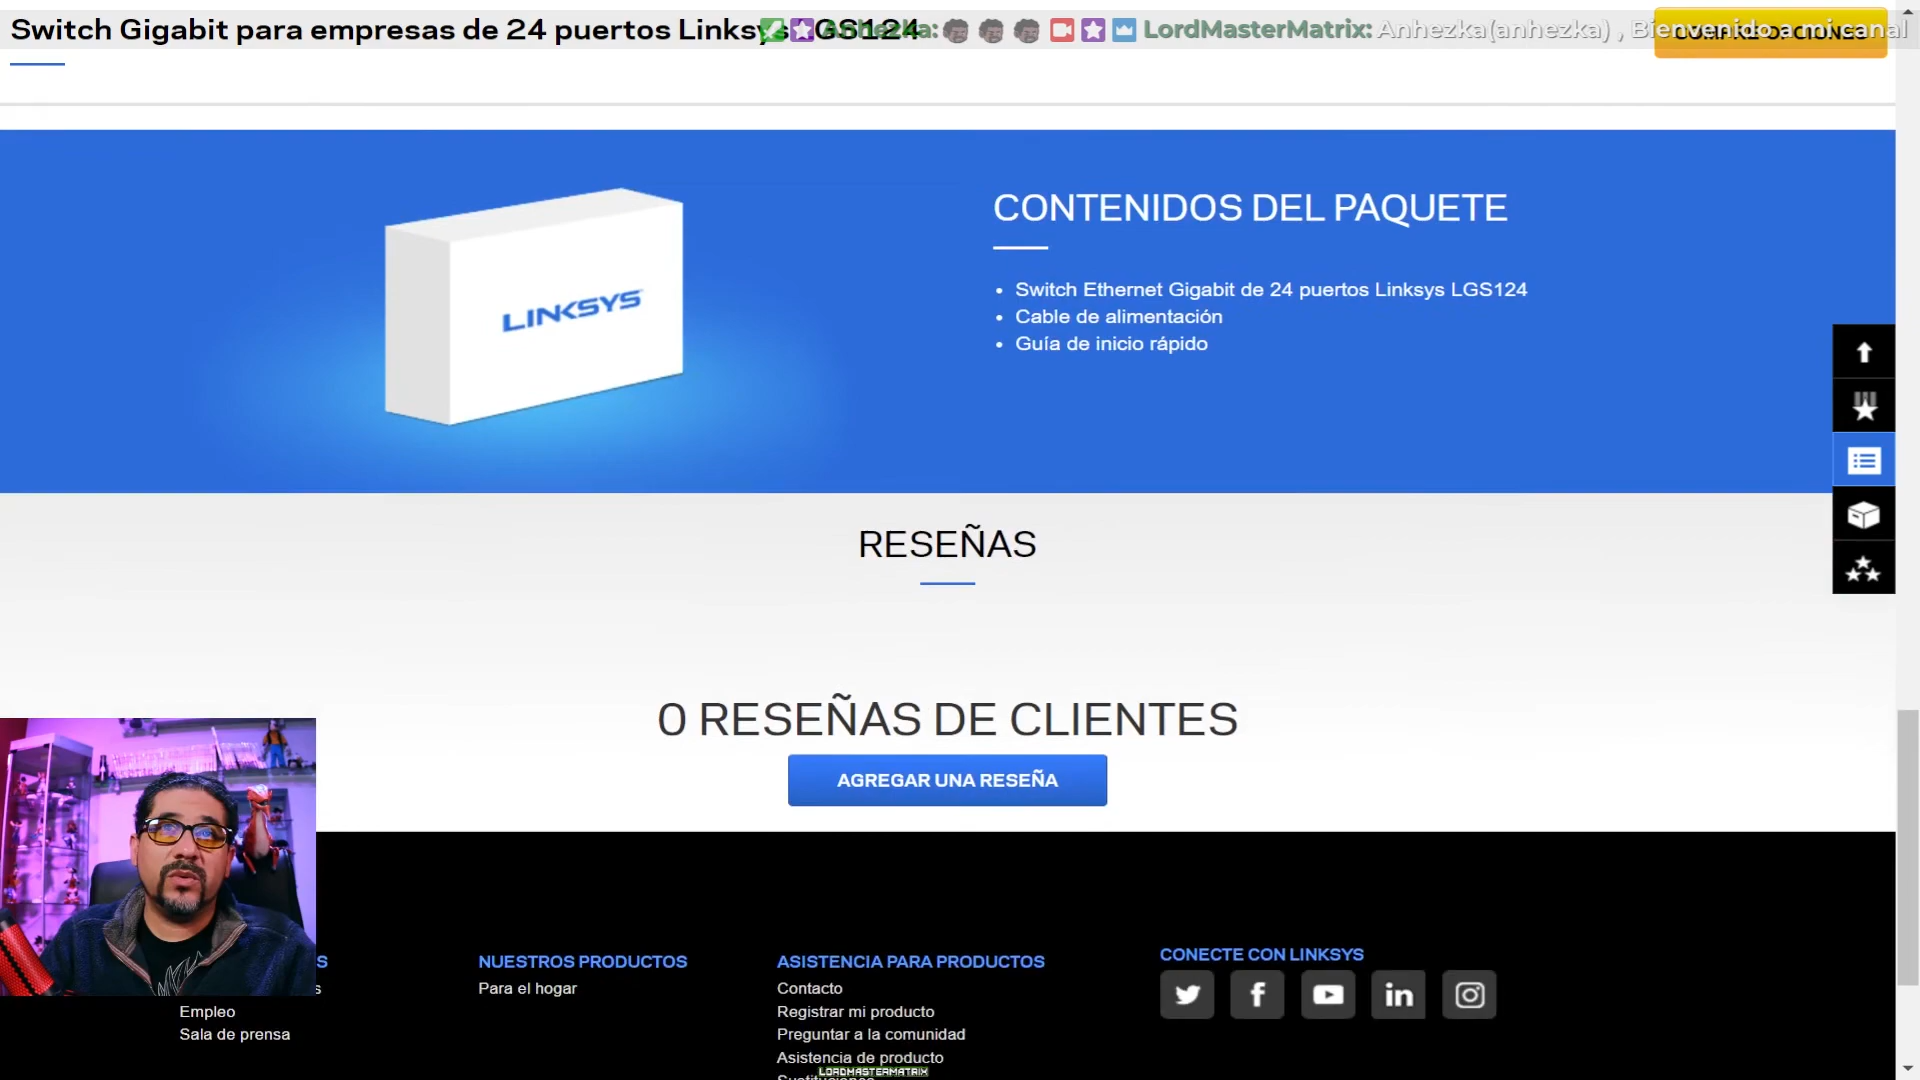 Switch Gigabit para empresas de 24 puertos Linksys LGS124
Anhezka: LordMasterMatrix: Anhezka(anhezka) , Bienvenido a mi canal
CONTENIDOS DEL PAQUETE
• Switch Ethernet Gigabit de 24 puertos Linksys LGS124
• Cable de alimentación
• Guía de inicio rápido
LINKSYS
RESEÑAS
0 RESEÑAS DE CLIENTES
AGREGAR UNA RESEÑA
S
s
Empleo
Sala de prensa
NUESTROS PRODUCTOS
Para el hogar
ASISTENCIA PARA PRODUCTOS
Contacto
Registrar mi producto
Preguntar a la comunidad
Asistencia de producto
LORDMASTERMATRIX
CONECTE CON LINKSYS